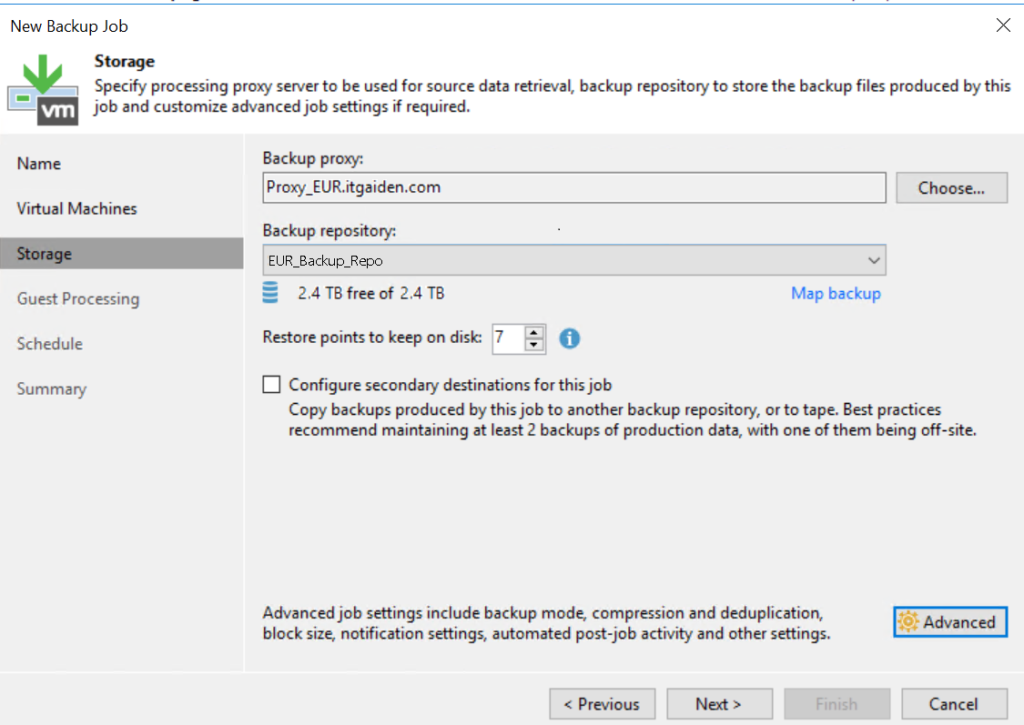 New Backup Job
Storage
Specify processing proxy server to be used for source data retrieval, backup repository to store the backup files produced by this
job and customize advanced job settings if required.
vm
Name
Virtual Machines
Storage
Guest Processing
Schedule
Summary
Backup proxy:
Proxy_EUR.itgaiden.com
Choose...
Backup repository:
EUR_Backup_Repo
2.4 TB free of 2.4 TB
Map backup
Restore points to keep on disk: 7
Configure secondary destinations for this job
Copy backups produced by this job to another backup repository, or to tape. Best practices
recommend maintaining at least 2 backups of production data, with one of them being off-site.
Advanced job settings include backup mode, compression and deduplication,
block size, notification settings, automated post-job activity and other settings.
Advanced
< Previous
Next >
Finish
Cancel